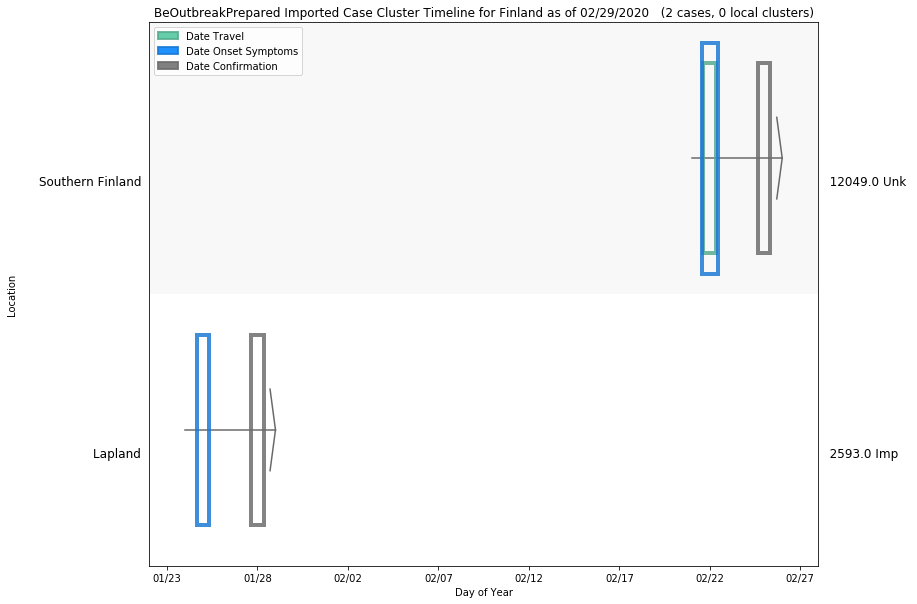 BeOutbreakPrepared Imported Case Cluster Timeline for Finland as of 02/29/2020 (2 cases, 0 local clusters)
Date Travel
Date Onset Symptoms
Date Confirmation
Southern Finland
12049.0 Unk
Location
Lapland
2593.0 Imp
01/23 01/28 02/02 02/07 02/12 02/17 02/22 02/27
Day of Year